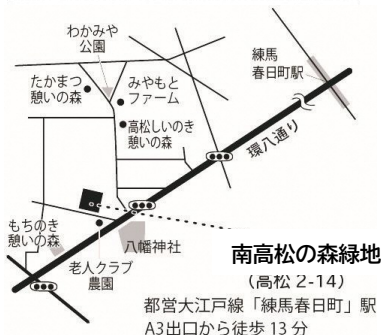 わかみや
公園
練馬
春日町駅
たかまつ
憩いの森
みやもと
ファーム
高松しいのき
憩いの森
環八通り
もちのき
憩いの森
八幡神社
老人クラブ
農園
南高松の森緑地
(高松 2-14)
都営大江戸線「練馬春日町」駅
A3出口から徒歩 13 分